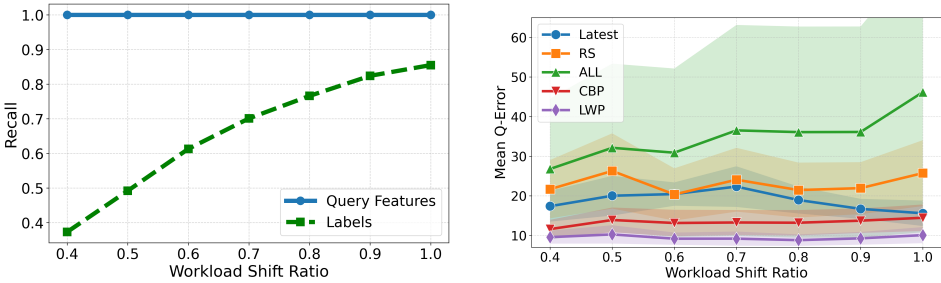 1.0
0.9
0.8
0.7
0.6
0.5
0.4
Recall
Query Features
Labels
0.4 0.5 0.6 0.7 0.8 0.9 1.0
Workload Shift Ratio
60
50
40
30
20
10
Mean Q-Error
Latest
RS
ALL
CBP
LWP
0.4 0.5 0.6 0.7 0.8 0.9 1.0
Workload Shift Ratio